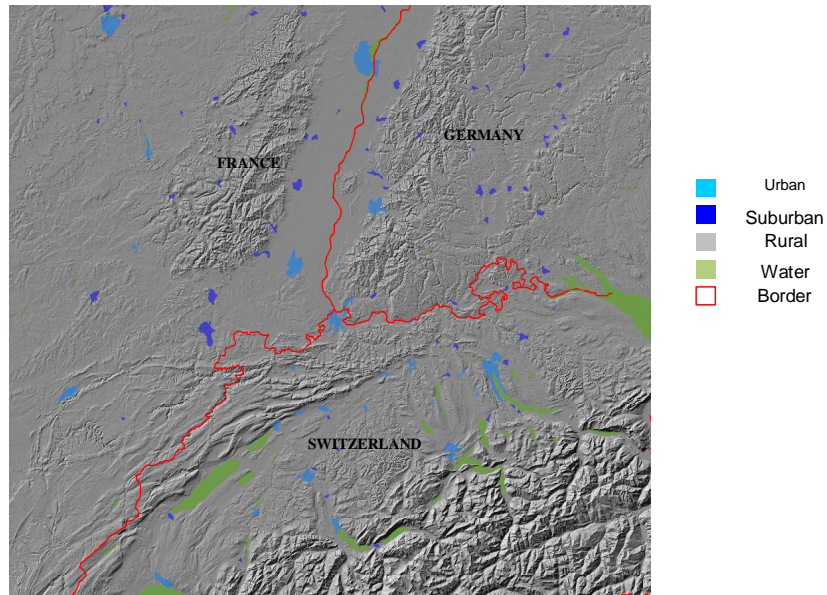 GERMANY
FRANCE
SWITZERLAND
Urban
Suburban
Rural
Water
Border